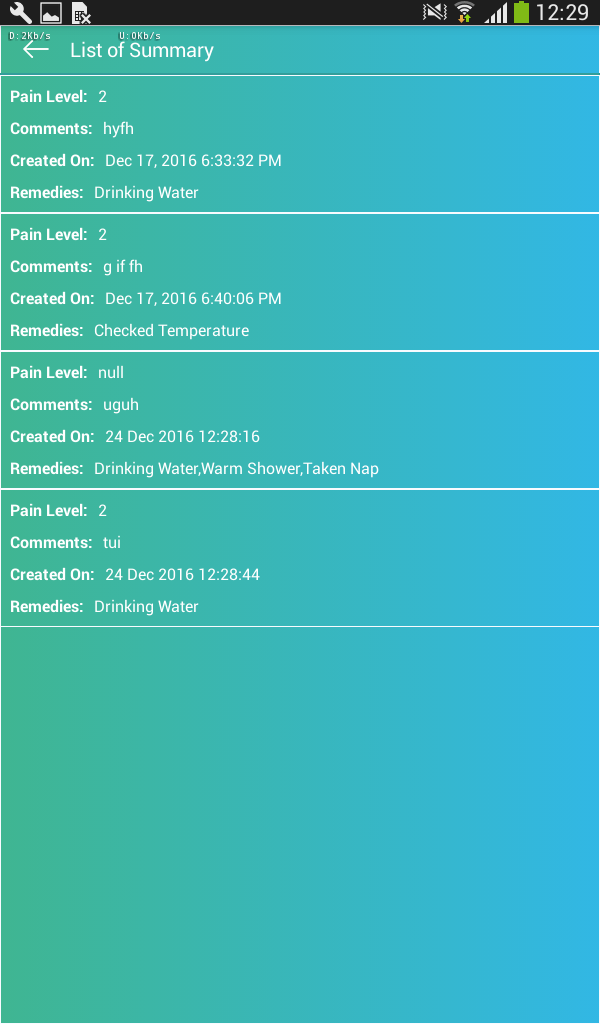 12:29
D:2Kb/s U:0Kb/s
List of Summary
Pain Level: 2
Comments: hyfh
Created On: Dec 17, 2016 6:33:32 PM
Remedies: Drinking Water
Pain Level: 2
Comments: g if fh
Created On: Dec 17, 2016 6:40:06 PM
Remedies: Checked Temperature
Pain Level: null
Comments: uguh
Created On: 24 Dec 2016 12:28:16
Remedies: Drinking Water,Warm Shower,Taken Nap
Pain Level: 2
Comments: tui
Created On: 24 Dec 2016 12:28:44
Remedies: Drinking Water